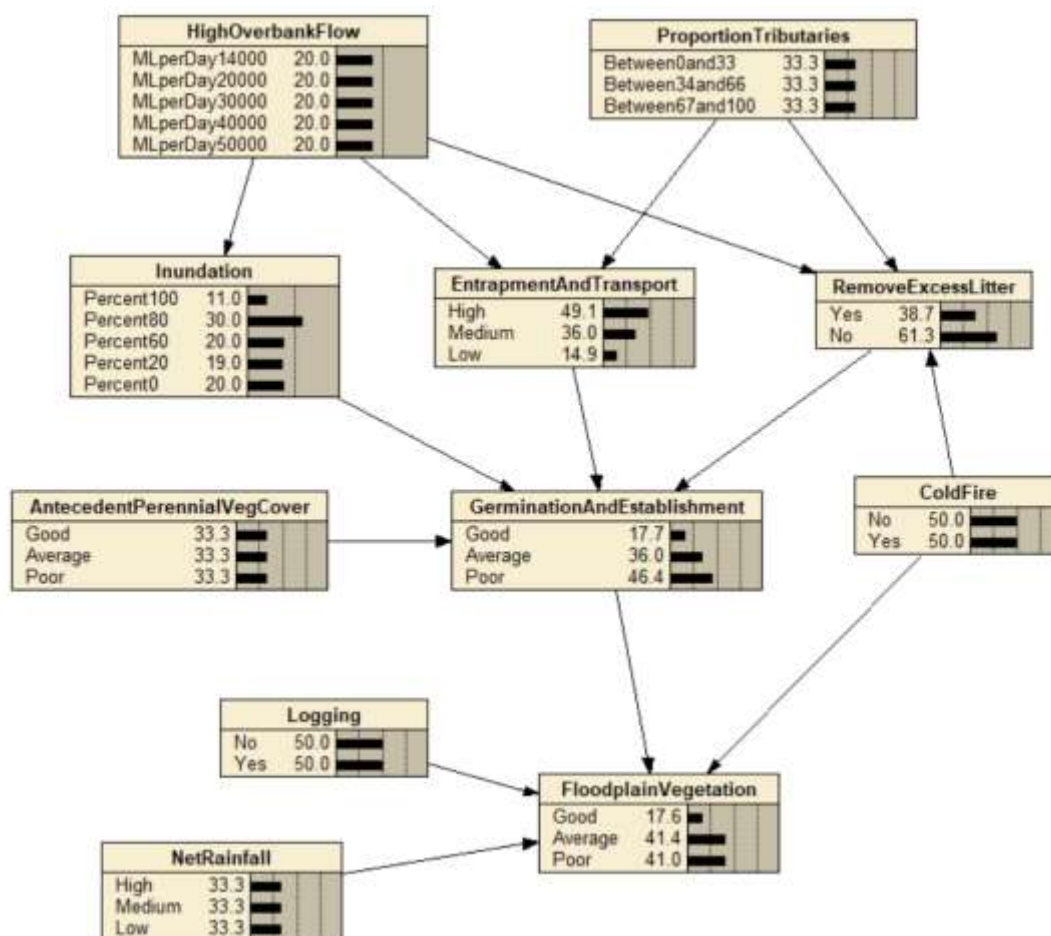 HighOverbankFlow
MLperDay14000 20.0
MLperDay20000 20.0
MLperDay30000 20.0
MLperDay40000 20.0
MLperDay50000 20.0
ProportionTributaries
Between0and33 33.3
Between34and66 33.3
Between67and100 33.3
Inundation
Percent100 11.0
Percent80 30.0
Percent60 20.0
Percent20 19.0
Percent0 20.0
EntrapmentAndTransport
High 49.1
Medium 36.0
Low 14.9
RemoveExcessLitter
Yes 38.7
No 61.3
AntecedentPerennialVegCover
Good 33.3
Average 33.3
Poor 33.3
GerminationAndEstablishment
Good 17.7
Average 36.0
Poor 46.4
ColdFire
No 50.0
Yes 50.0
Logging
No 50.0
Yes 50.0
FloodplainVegetation
Good 17.6
Average 41.4
Poor 41.0
NetRainfall
High 33.3
Medium 33.3
Low 33.3